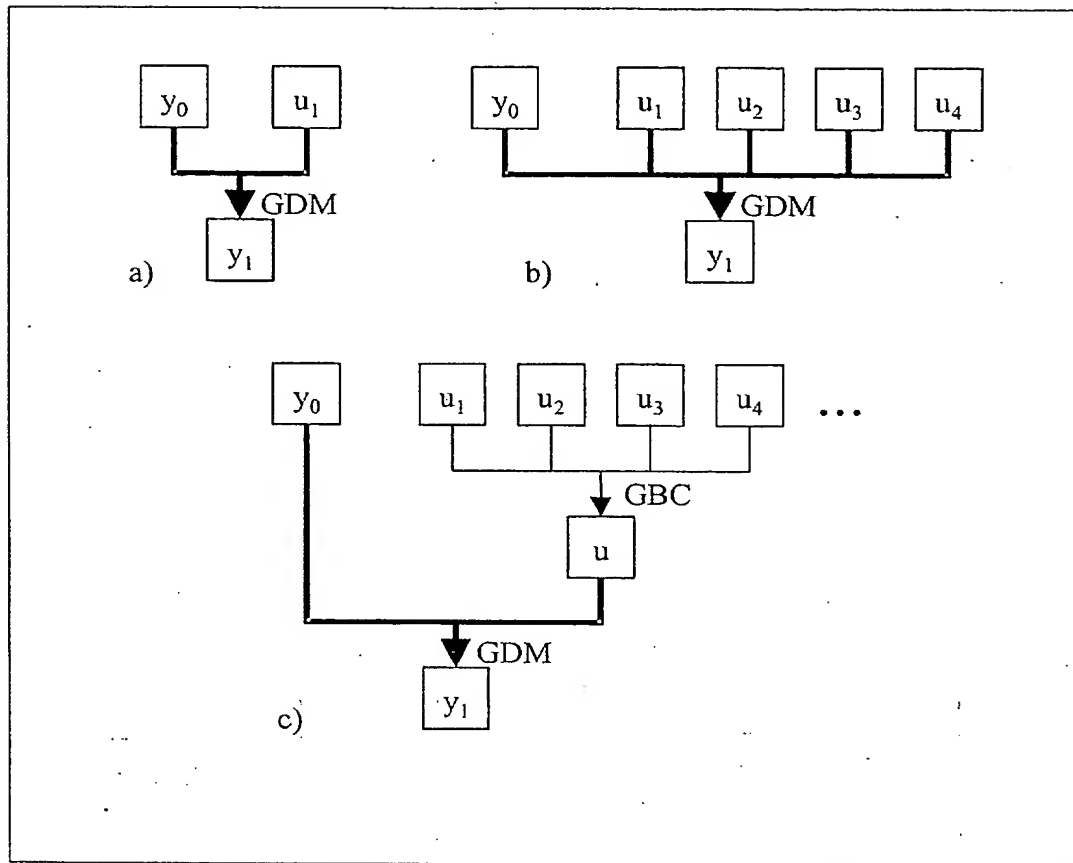 y₀ u₁
GDM
y₁
a)
y₀ u₁ u₂ u₃ u₄
GDM
y₁
b)
y₀ u₁ u₂ u₃ u₄ ...
GBC
u
GDM
y₁
c)